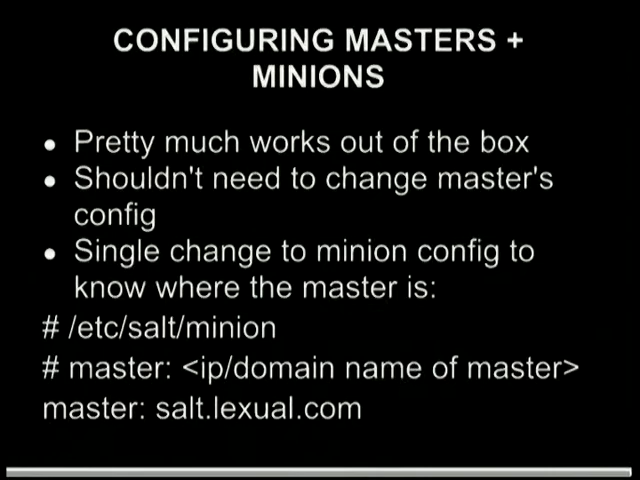 CONFIGURING MASTERS +
MINIONS
• Pretty much works out of the box
• Shouldn't need to change master's
config
• Single change to minion config to
know where the master is:
# /etc/salt/minion
# master: <ip/domain name of master>
master: salt.lexual.com